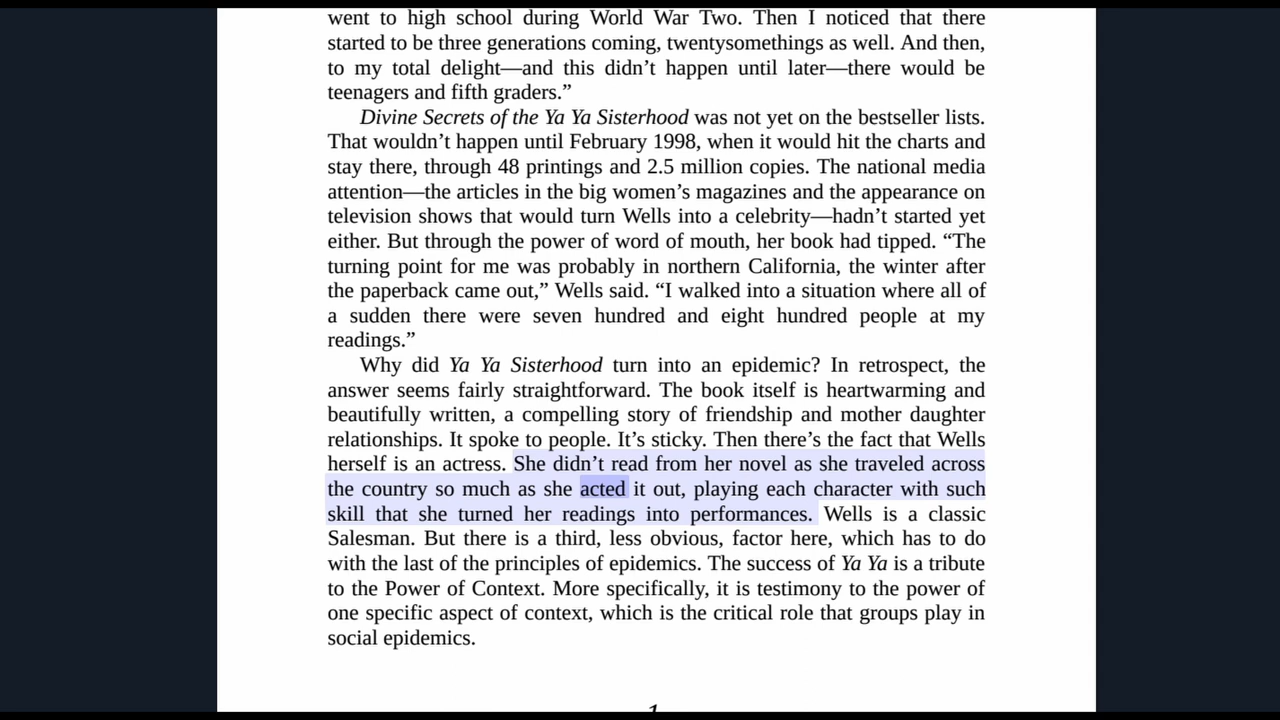 went to high school during World War Two. Then I noticed that there
started to be three generations coming, twentysomethings as well. And then,
to my total delight—and this didn’t happen until later—there would be
teenagers and fifth graders.”
Divine Secrets of the Ya Ya Sisterhood was not yet on the bestseller lists.
That wouldn’t happen until February 1998, when it would hit the charts and
stay there, through 48 printings and 2.5 million copies. The national media
attention—the articles in the big women’s magazines and the appearance on
television shows that would turn Wells into a celebrity—hadn’t started yet
either. But through the power of word of mouth, her book had tipped. “The
turning point for me was probably in northern California, the winter after
the paperback came out,” Wells said. “I walked into a situation where all of
a sudden there were seven hundred and eight hundred people at my
readings.”
Why did Ya Ya Sisterhood turn into an epidemic? In retrospect, the
answer seems fairly straightforward. The book itself is heartwarming and
beautifully written, a compelling story of friendship and mother daughter
relationships. It spoke to people. It’s sticky. Then there’s the fact that Wells
herself is an actress. She didn’t read from her novel as she traveled across
the country so much as she acted it out, playing each character with such
skill that she turned her readings into performances. Wells is a classic
Salesman. But there is a third, less obvious, factor here, which has to do
with the last of the principles of epidemics. The success of Ya Ya is a tribute
to the Power of Context. More specifically, it is testimony to the power of
one specific aspect of context, which is the critical role that groups play in
social epidemics.